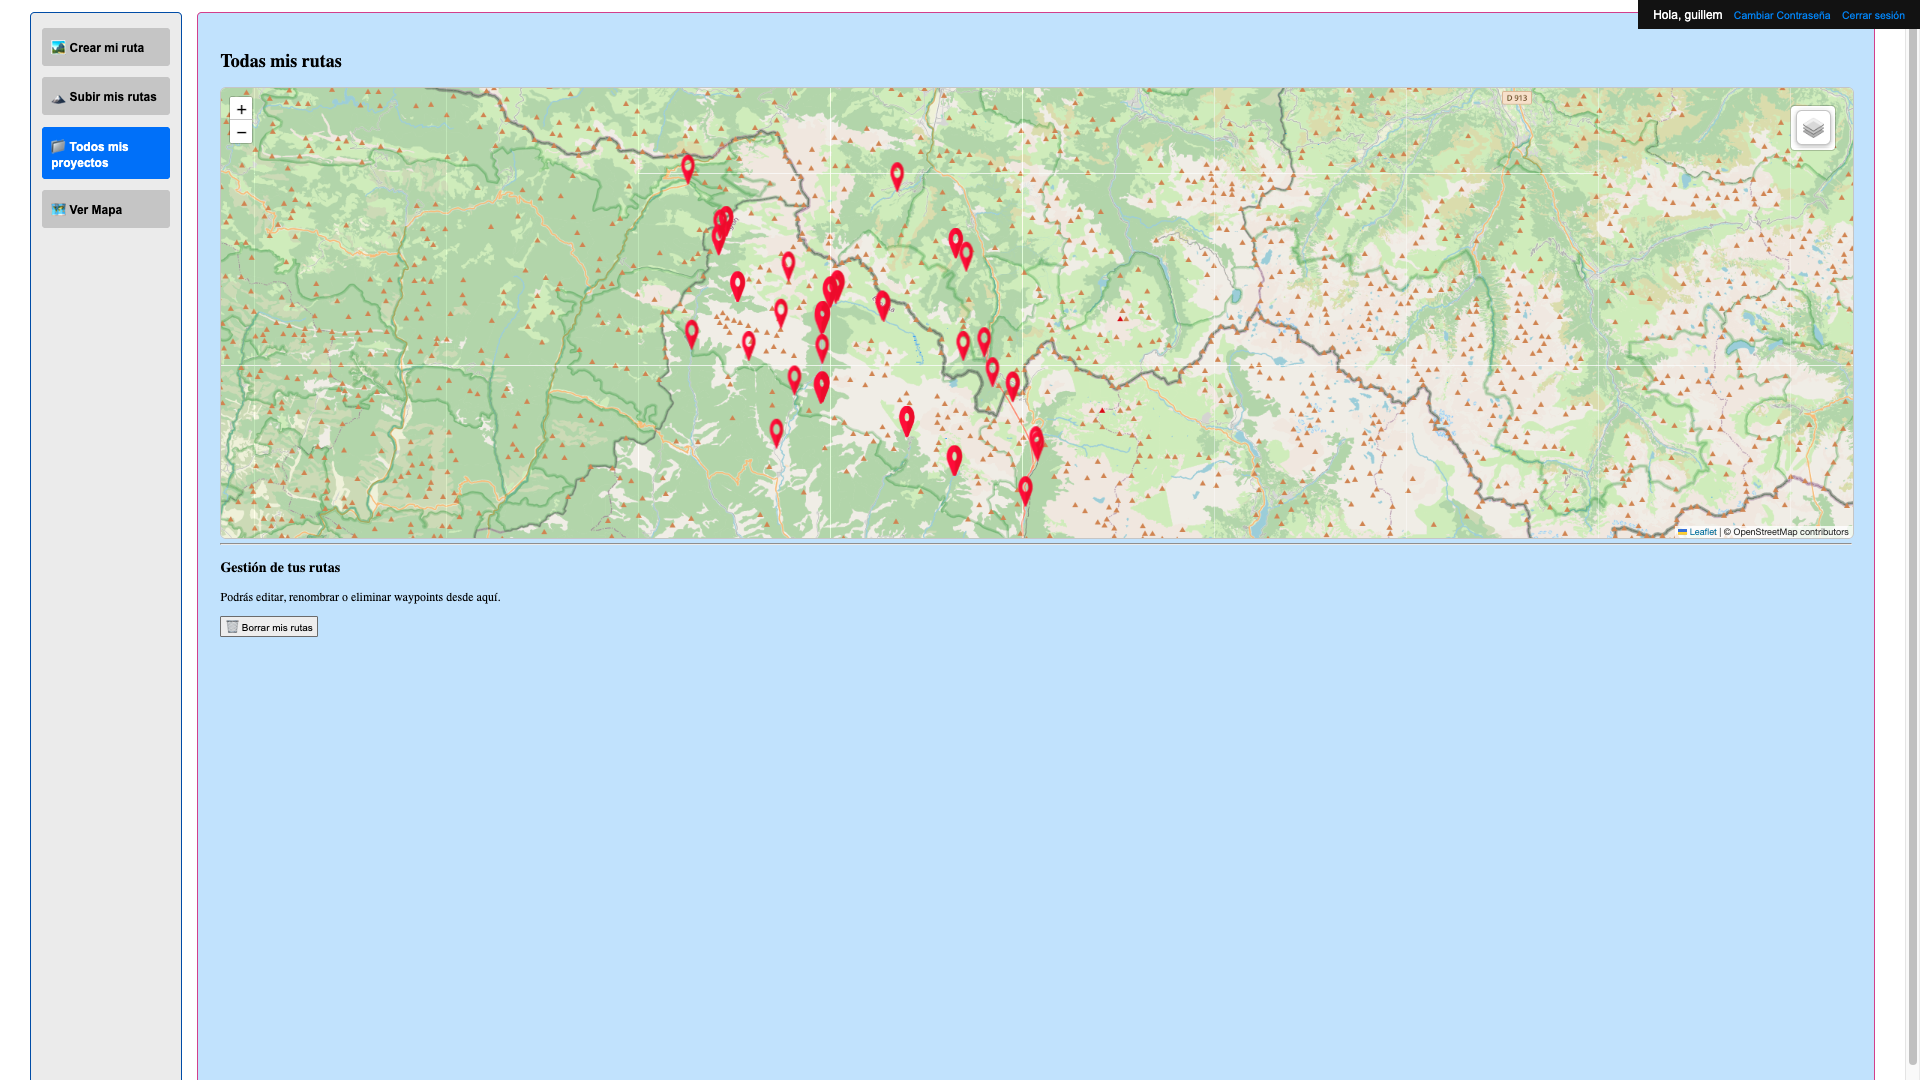 Hola, guillem Cambiar Contraseña Cerrar sesión
Crear mi ruta
Subir mis rutas
Todos mis
proyectos
Ver Mapa
Todas mis rutas
+
−
D 913
Leaflet | © OpenStreetMap contributors
Gestión de tus rutas
Podrás editar, renombrar o eliminar waypoints desde aquí.
Borrar mis rutas